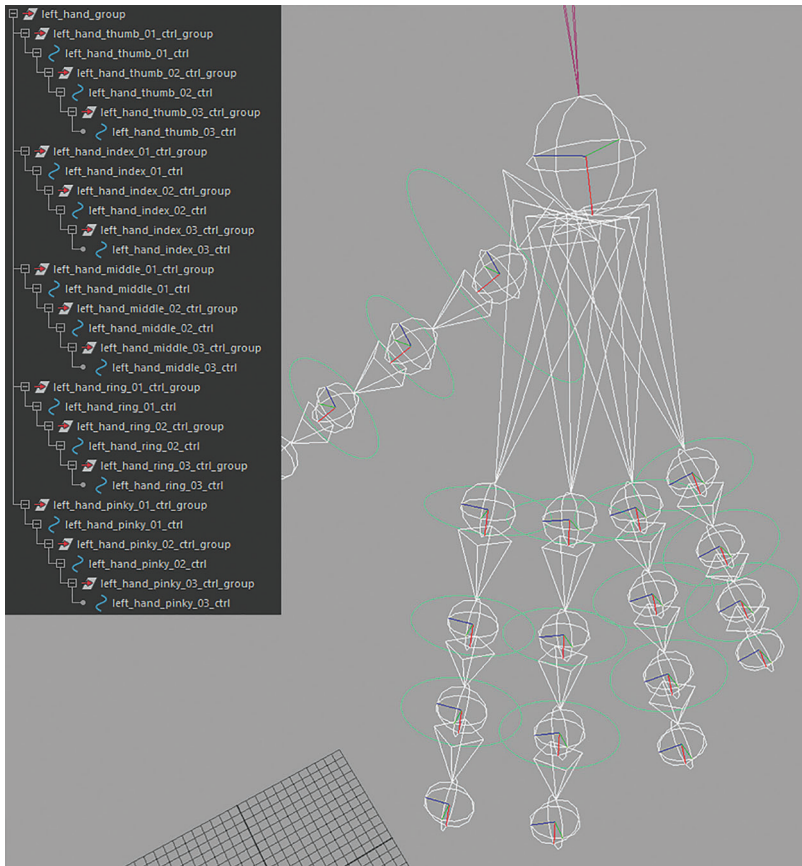 left_hand_group
left_hand_thumb_01_ctrl_group
left_hand_thumb_01_ctrl
left_hand_thumb_02_ctrl_group
left_hand_thumb_02_ctrl
left_hand_thumb_03_ctrl_group
left_hand_thumb_03_ctrl
left_hand_index_01_ctrl_group
left_hand_index_01_ctrl
left_hand_index_02_ctrl_group
left_hand_index_02_ctrl
left_hand_index_03_ctrl_group
left_hand_index_03_ctrl
left_hand_middle_01_ctrl_group
left_hand_middle_01_ctrl
left_hand_middle_02_ctrl_group
left_hand_middle_02_ctrl
left_hand_middle_03_ctrl_group
left_hand_middle_03_ctrl
left_hand_ring_01_ctrl_group
left_hand_ring_01_ctrl
left_hand_ring_02_ctrl_group
left_hand_ring_02_ctrl
left_hand_ring_03_ctrl_group
left_hand_ring_03_ctrl
left_hand_pinky_01_ctrl_group
left_hand_pinky_01_ctrl
left_hand_pinky_02_ctrl_group
left_hand_pinky_02_ctrl
left_hand_pinky_03_ctrl_group
left_hand_pinky_03_ctrl